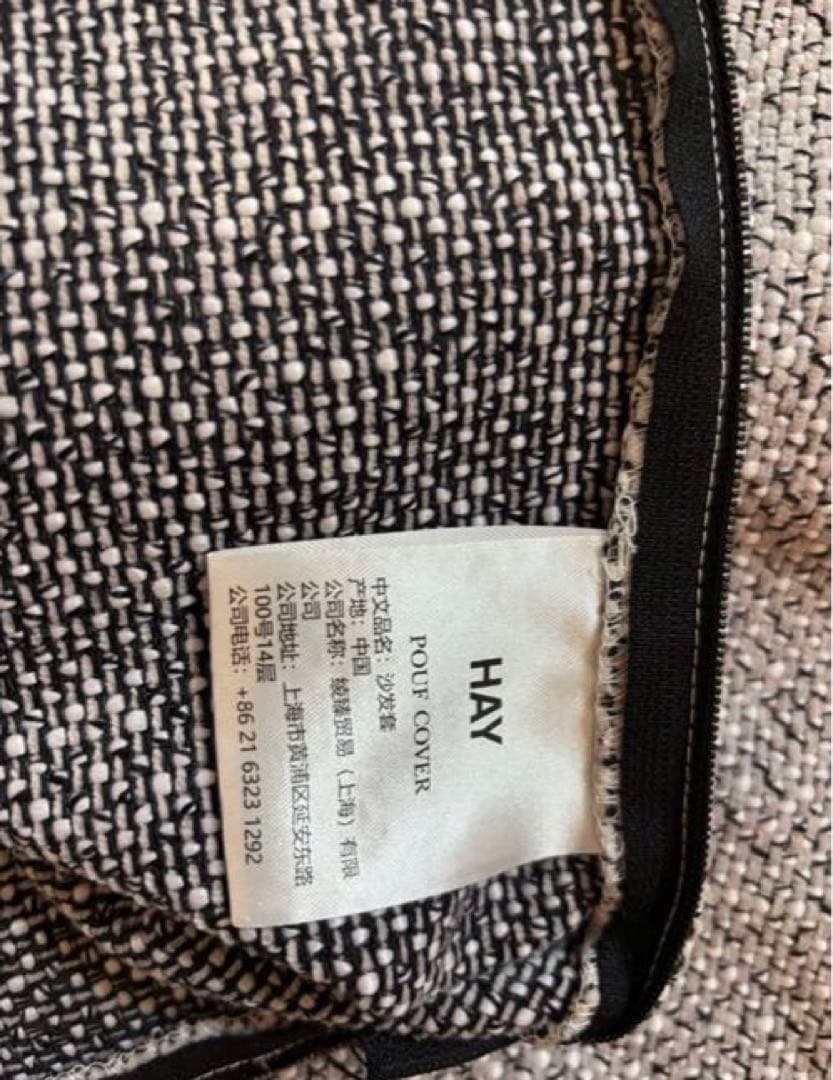 HAY
POUF COVER
中文品名：沙发套
产地：中国
公司名称：绫臻贸易（上海）有限
公司
公司地址：上海市黄浦区延安东路
100号14层
公司电话：+86 21 6323 1292